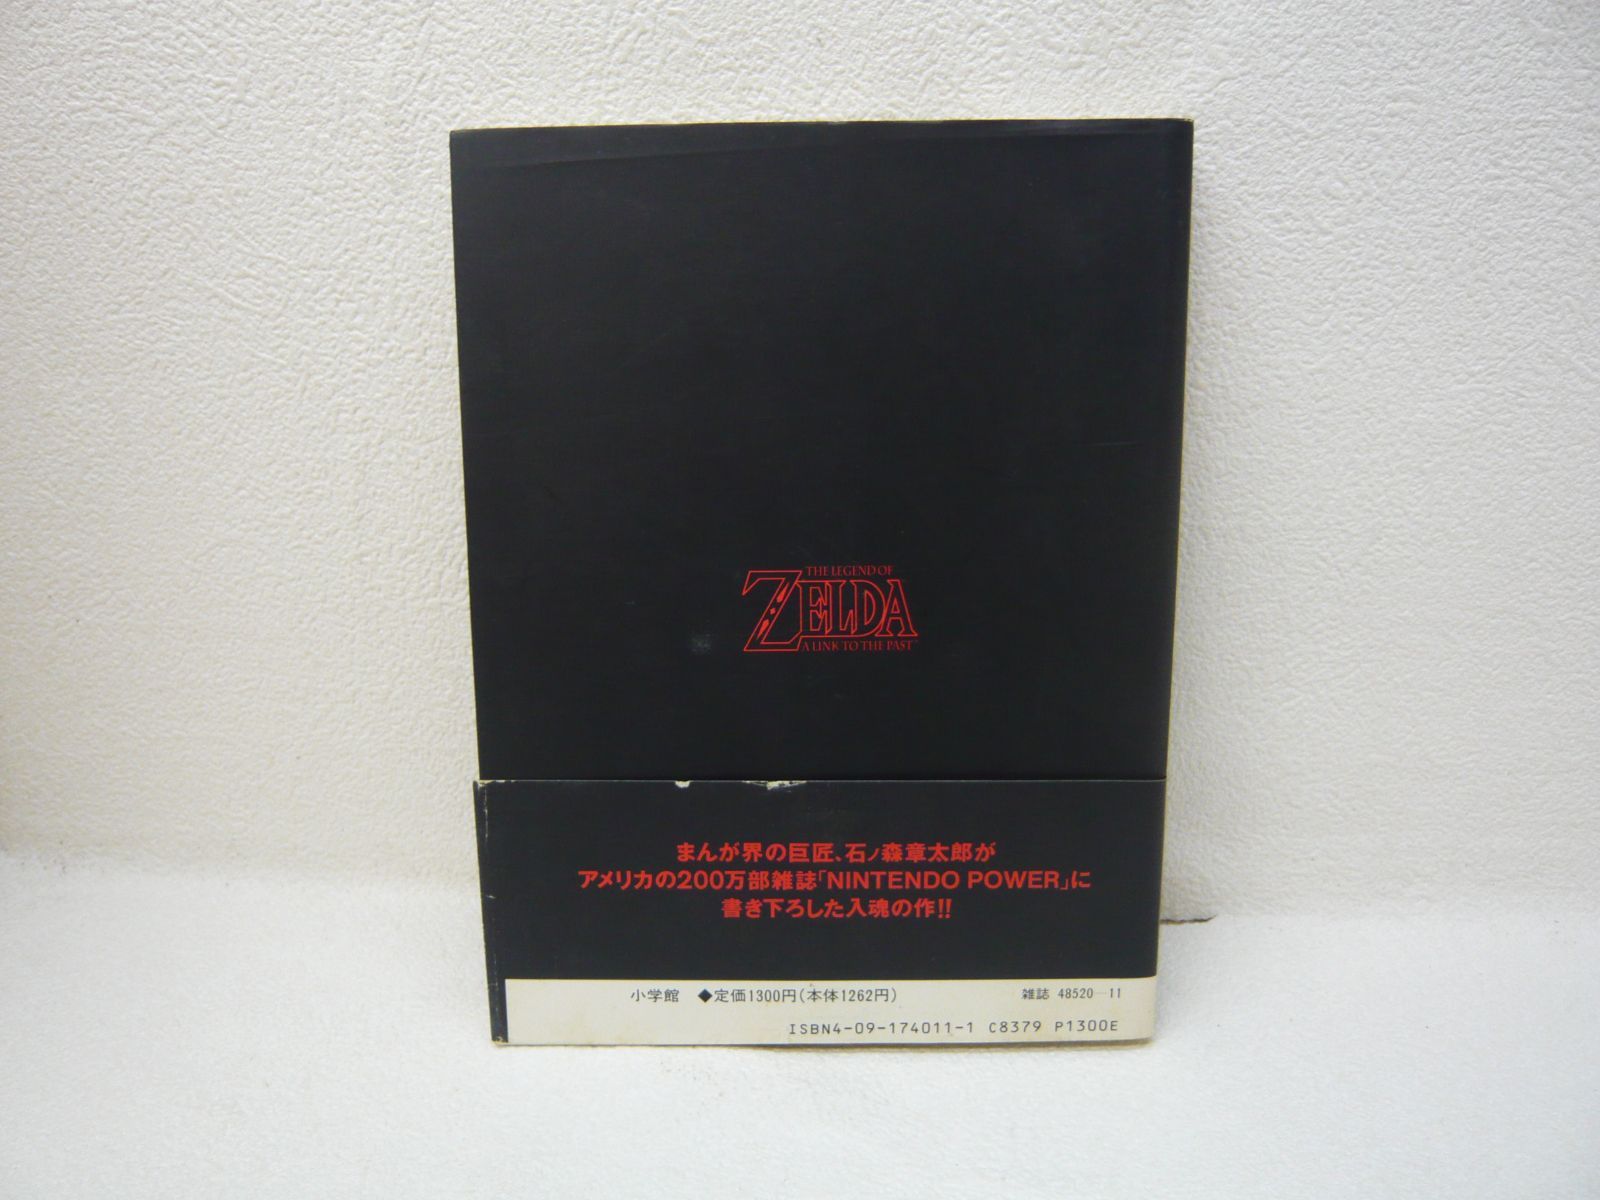 THE LEGEND OF
ZELDA
A LINK TO THE PAST™
まんが界の巨匠、石ノ森章太郎が
アメリカの200万部雑誌「NINTENDO POWER」に
書き下ろした入魂の作!!
小学館 ◆定価1300円(本体1262円) 雑誌 48520-11
ISBN4-09-174011-1 C8379 P1300E